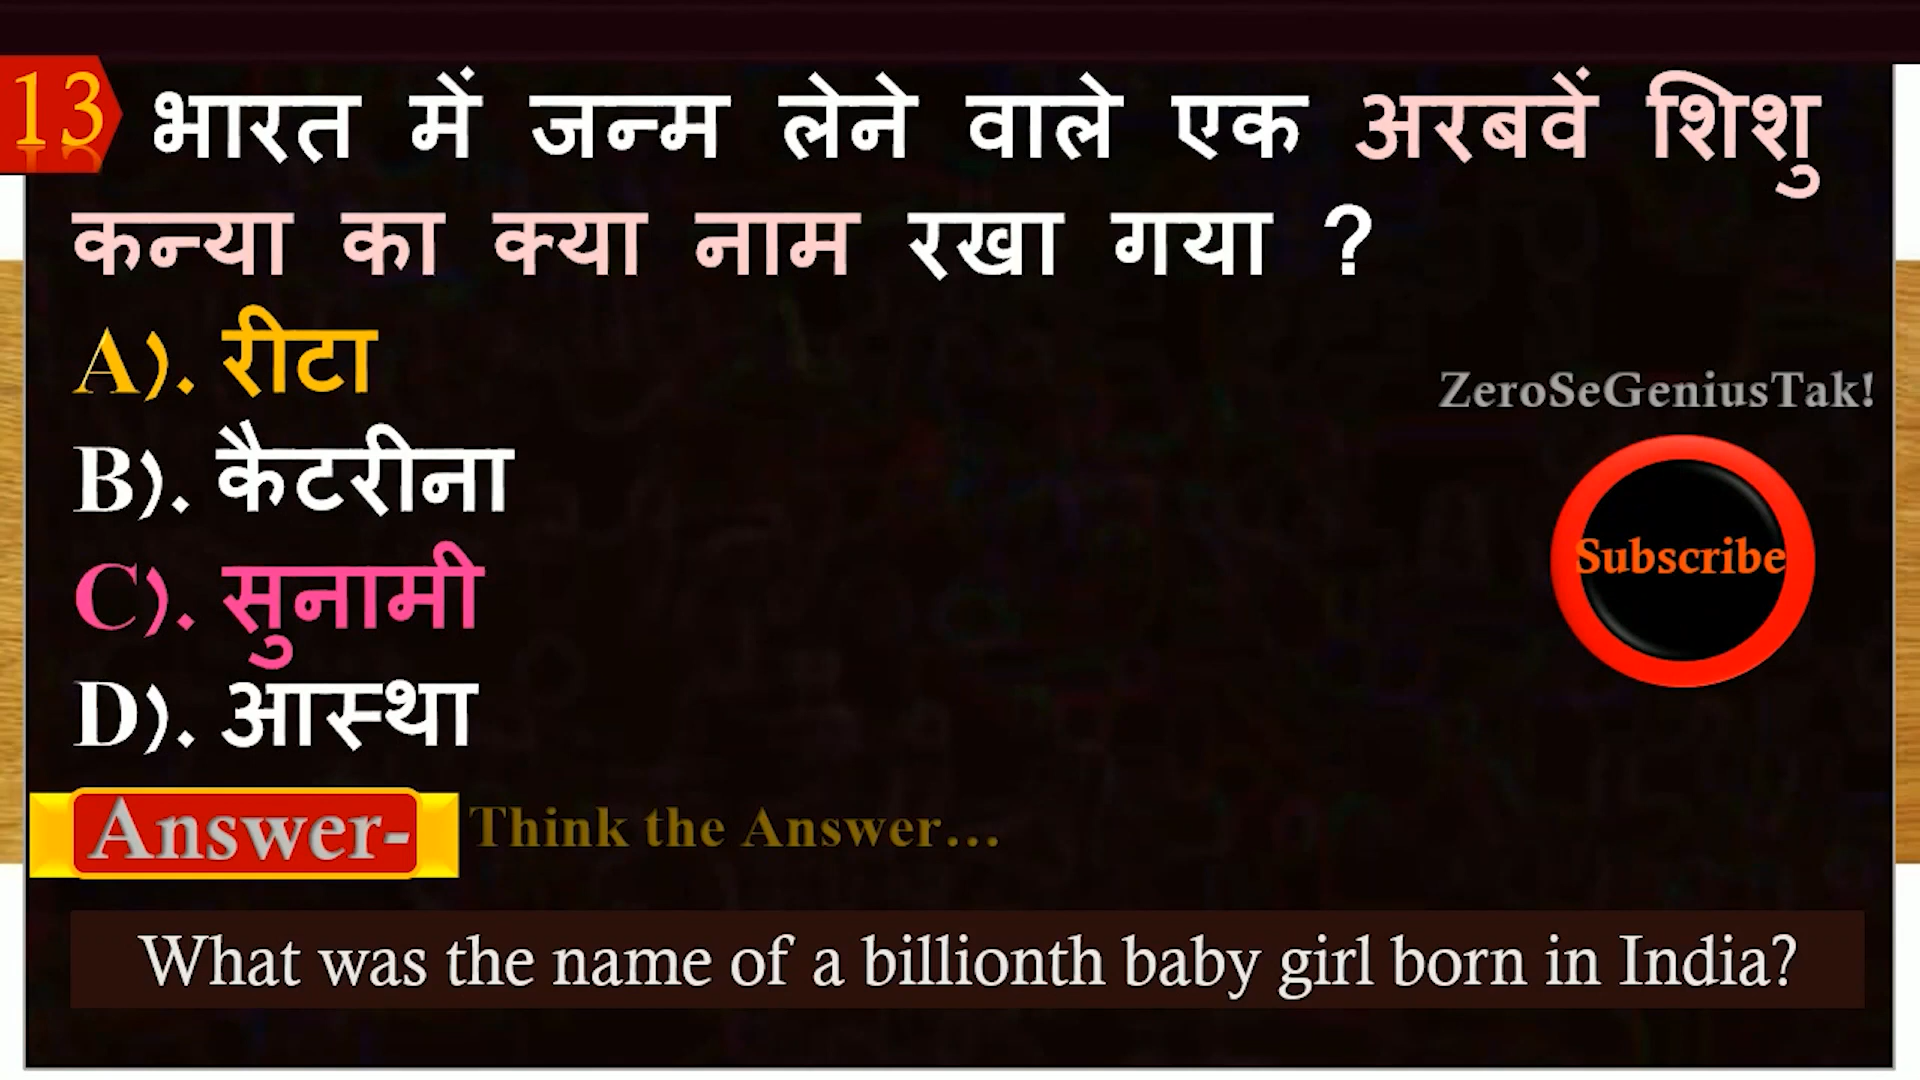 13 भारत में जन्म लेने वाले एक अरबवें शिशु
कन्या का क्या नाम रखा गया ?
A). रीटा
ZeroSeGeniusTak!
B). कैटरीना
Subscribe
C). सुनामी
D). आस्था
Answer- Think the Answer...
What was the name of a billionth baby girl born in India?